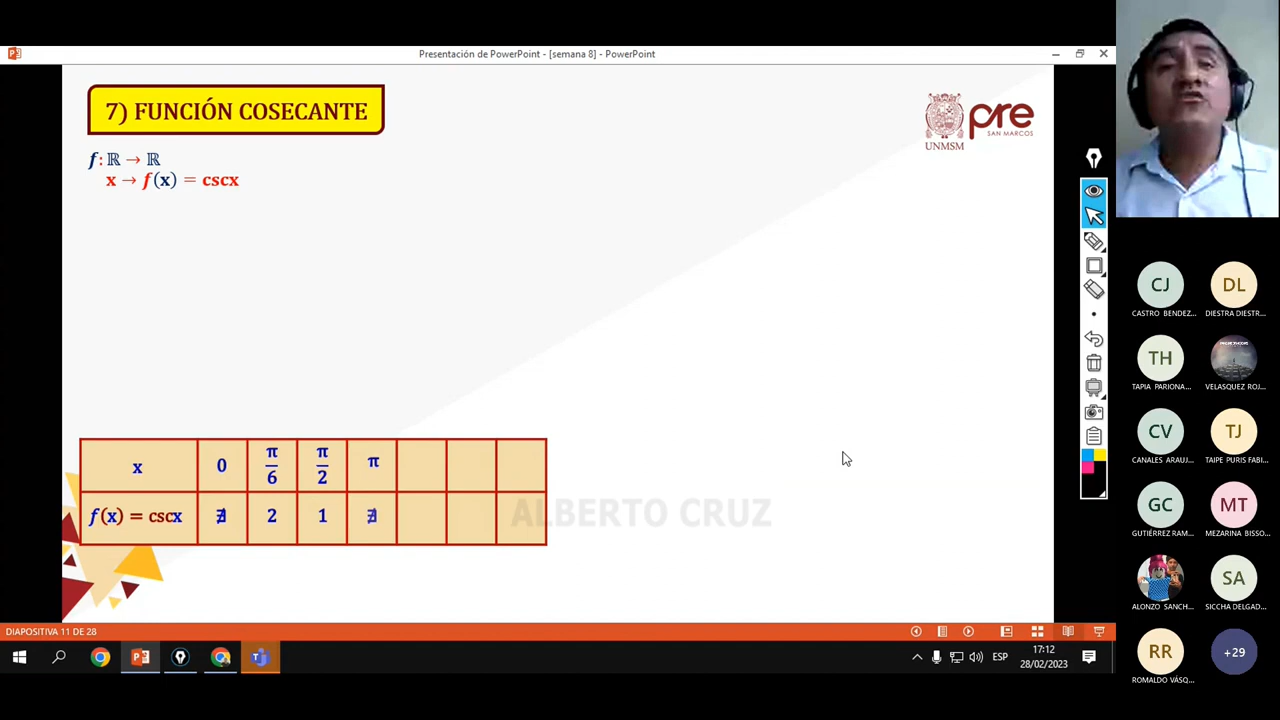 Presentación de PowerPoint - [semana 8] - PowerPoint
7) FUNCIÓN COSECANTE
pre
SAN MARCOS
UNMSM
f: ℝ → ℝ
x → f(x) = cscx
x 0 π/6 π/2 π
f(x) = cscx ∄ 2 1 ∄
ALBERTO CRUZ
DIAPOSITIVA 11 DE 28
ESP
17:12
28/02/2023
CJ DL
CASTRO BENDEZ... DIESTRA DIESTR...
TH
TAPIA PARIONA... VELASQUEZ ROJ...
CV TJ
CANALES ARAUJ... TAIPE PURIS FABI...
GC MT
GUTIÉRREZ RAM... MEZARINA BISSO...
SA
ALONZO SANCH... SICCHA DELGAD...
RR +29
ROMALDO VÁSQ...